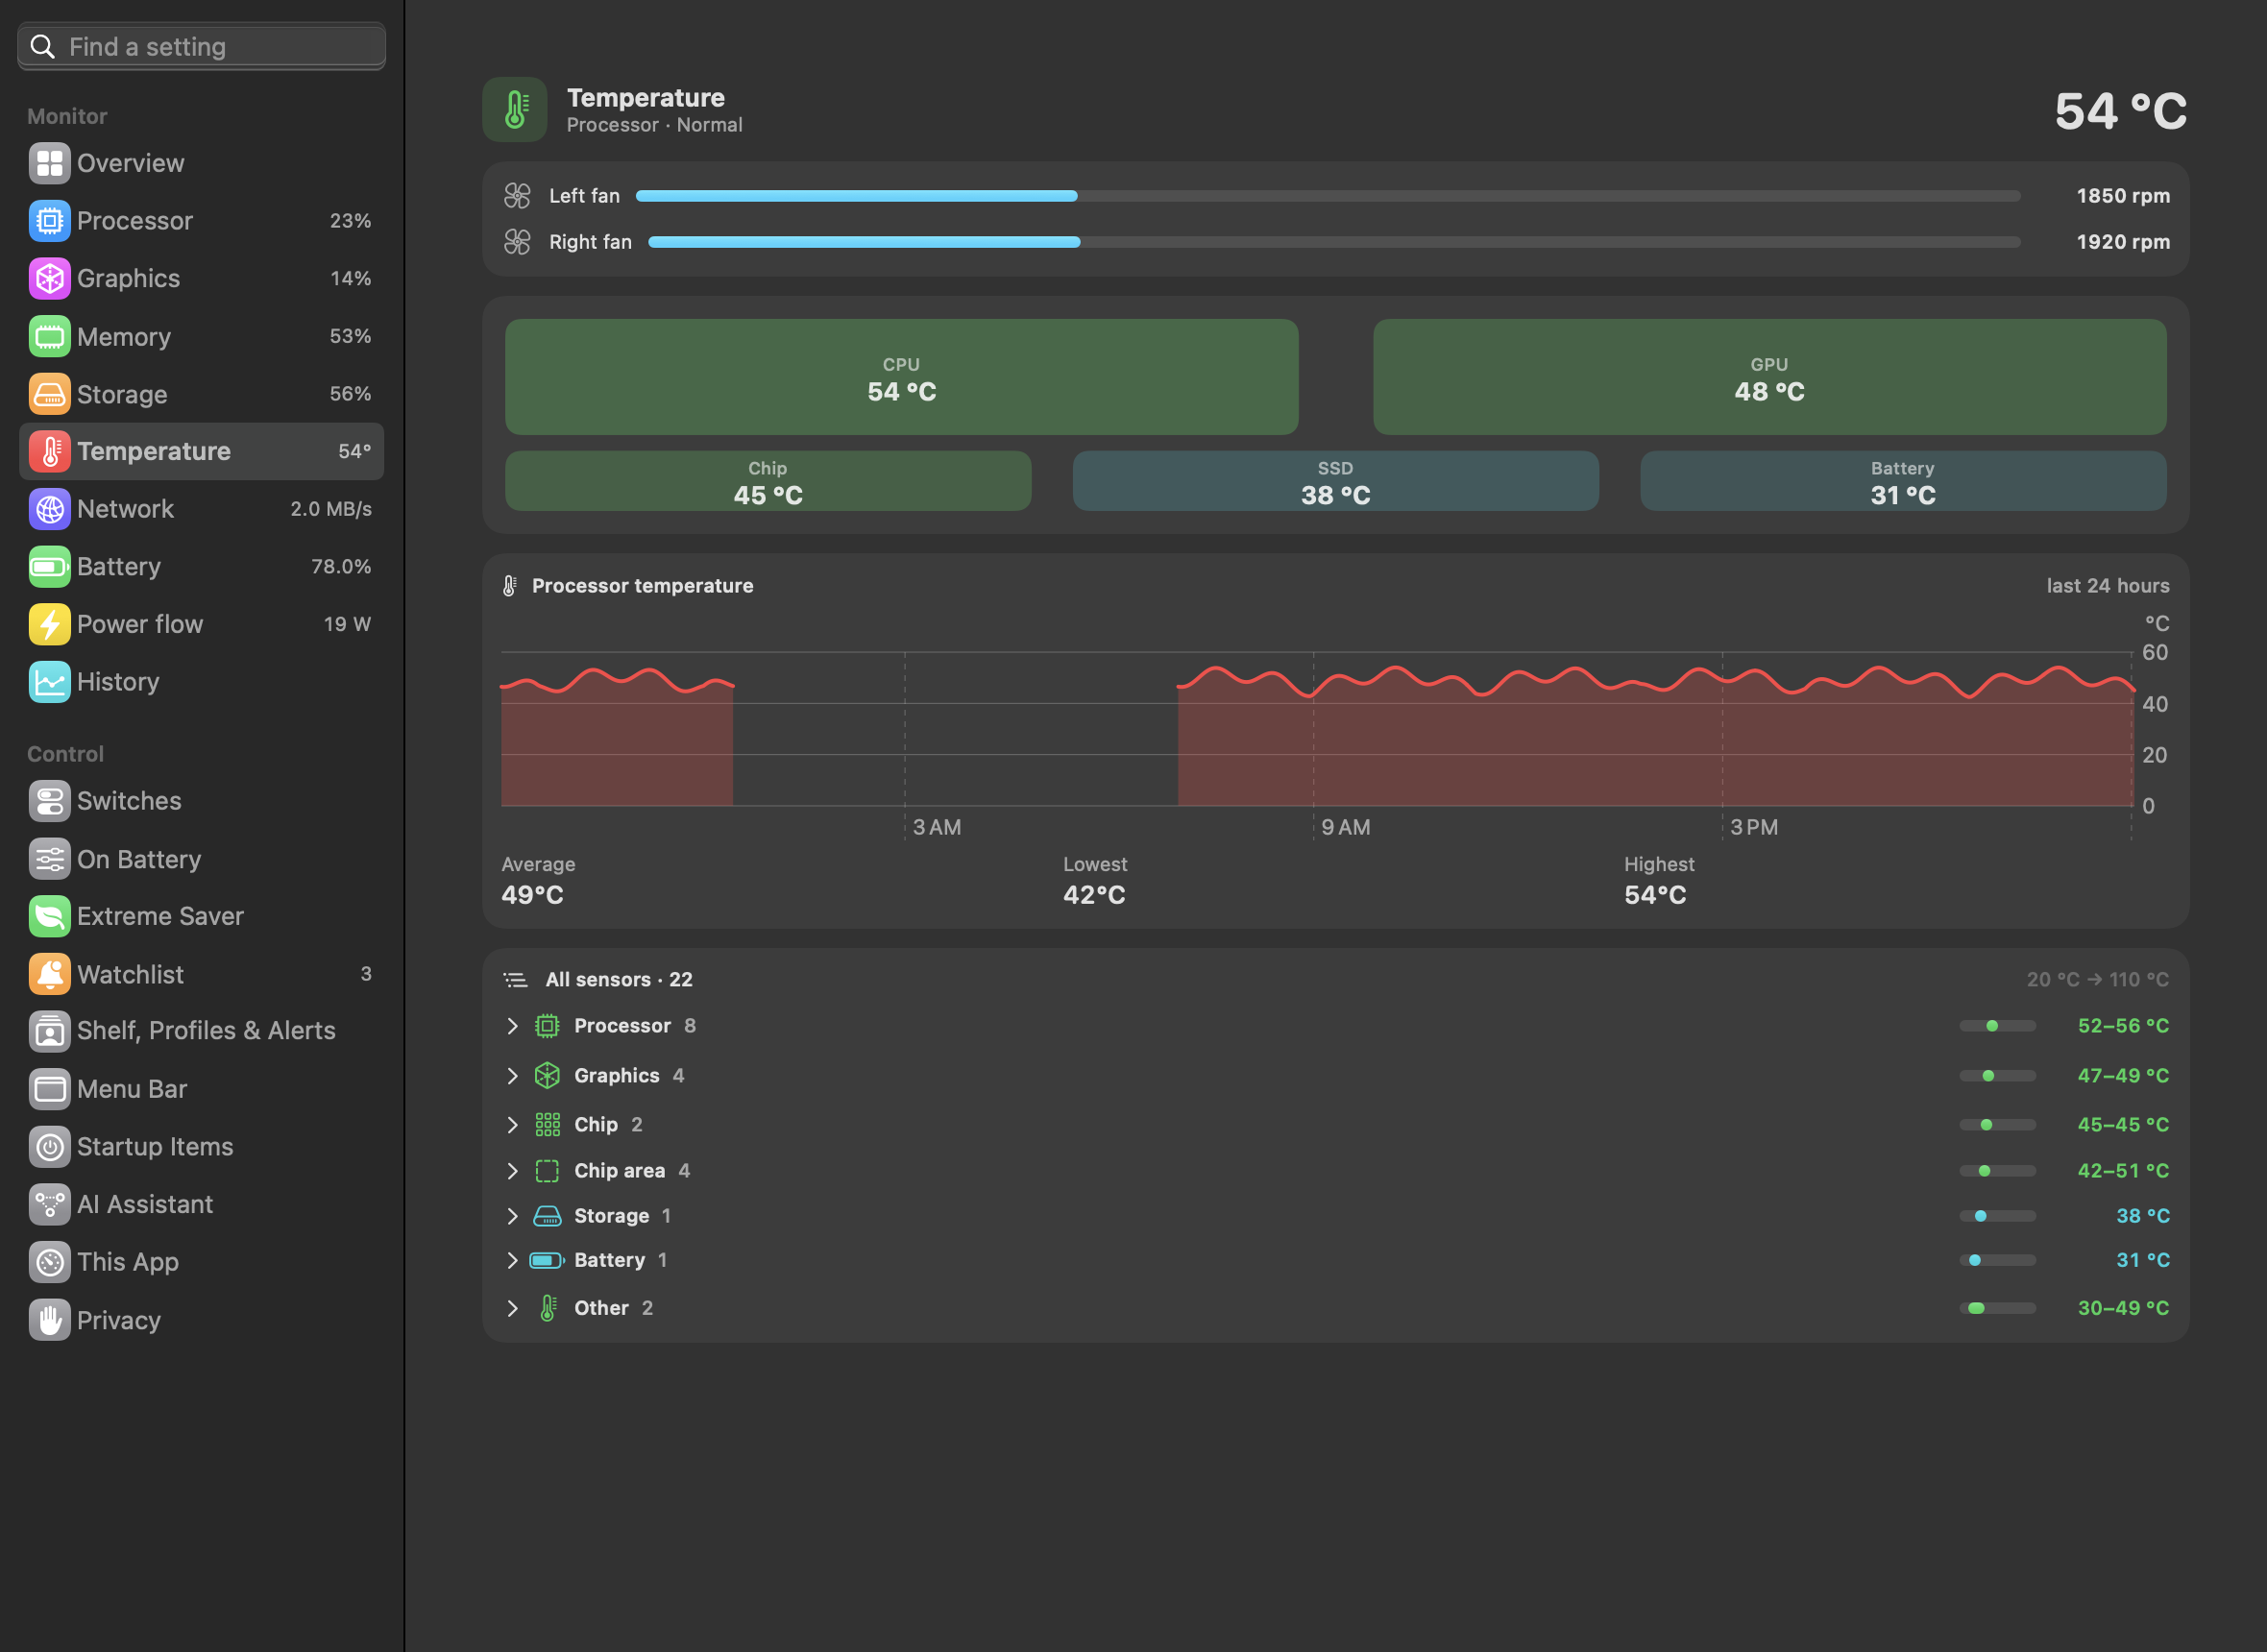 Find a setting
Monitor
Overview
Processor 23%
Graphics 14%
Memory 53%
Storage 56%
Temperature 54°
Network 2.0 MB/s
Battery 78.0%
Power flow 19 W
History
Control
Switches
On Battery
Extreme Saver
Watchlist 3
Shelf, Profiles & Alerts
Menu Bar
Startup Items
AI Assistant
This App
Privacy
Temperature
Processor · Normal
54 °C
Left fan 1850 rpm
Right fan 1920 rpm
CPU
54 °C
GPU
48 °C
Chip
45 °C
SSD
38 °C
Battery
31 °C
Processor temperature last 24 hours
°C
60
40
20
0
3 AM 9 AM 3 PM
Average
49°C
Lowest
42°C
Highest
54°C
All sensors · 22 20 °C → 110 °C
Processor 8 52–56 °C
Graphics 4 47–49 °C
Chip 2 45–45 °C
Chip area 4 42–51 °C
Storage 1 38 °C
Battery 1 31 °C
Other 2 30–49 °C